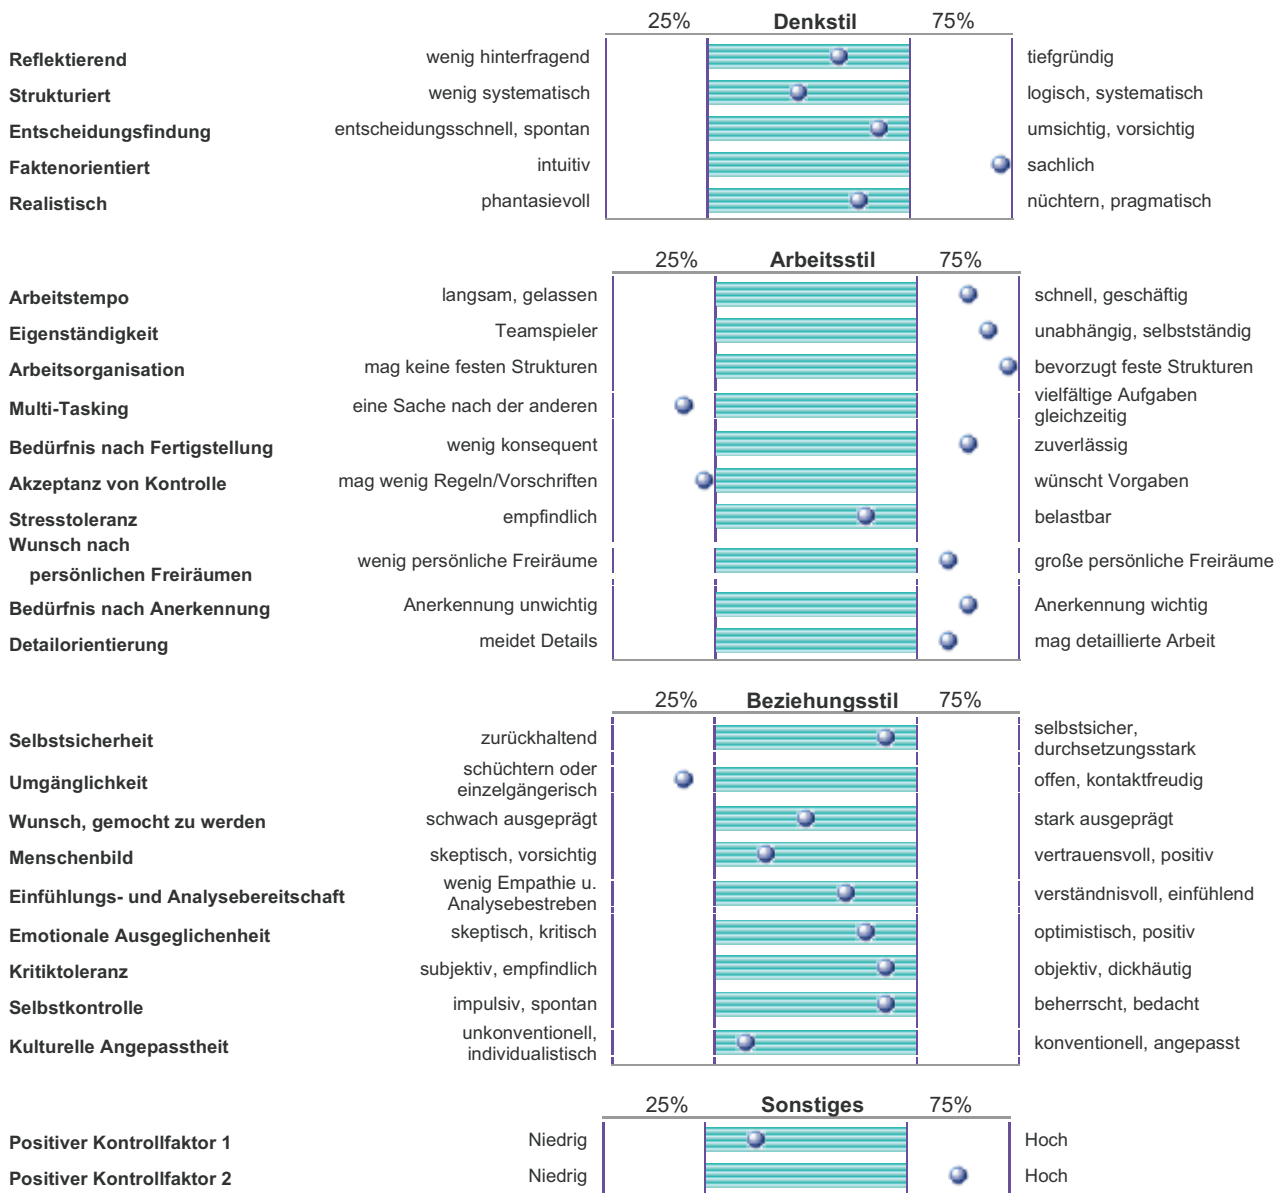 25% Denkstil 75%
Reflektierend wenig hinterfragend tiefgründig
Strukturiert wenig systematisch logisch, systematisch
Entscheidungsfindung entscheidungsschnell, spontan umsichtig, vorsichtig
Faktenorientiert intuitiv sachlich
Realistisch phantasievoll nüchtern, pragmatisch
25% Arbeitsstil 75%
Arbeitstempo langsam, gelassen schnell, geschäftig
Eigenständigkeit Teamspieler unabhängig, selbstständig
Arbeitsorganisation mag keine festen Strukturen bevorzugt feste Strukturen
Multi-Tasking eine Sache nach der anderen vielfältige Aufgaben
gleichzeitig
Bedürfnis nach Fertigstellung wenig konsequent zuverlässig
Akzeptanz von Kontrolle mag wenig Regeln/Vorschriften wünscht Vorgaben
Stresstoleranz empfindlich belastbar
Wunsch nach
persönlichen Freiräumen wenig persönliche Freiräume große persönliche Freiräume
Bedürfnis nach Anerkennung Anerkennung unwichtig Anerkennung wichtig
Detailorientierung meidet Details mag detaillierte Arbeit
25% Beziehungsstil 75%
Selbstsicherheit zurückhaltend selbstsicher,
durchsetzungsstark
Umgänglichkeit schüchtern oder
einzelgängerisch offen, kontaktfreudig
Wunsch, gemocht zu werden schwach ausgeprägt stark ausgeprägt
Menschenbild skeptisch, vorsichtig vertrauensvoll, positiv
Einfühlungs- und Analysebereitschaft wenig Empathie u.
Analysebestreben verständnisvoll, einfühlend
Emotionale Ausgeglichenheit skeptisch, kritisch optimistisch, positiv
Kritiktoleranz subjektiv, empfindlich objektiv, dickhäutig
Selbstkontrolle impulsiv, spontan beherrscht, bedacht
Kulturelle Angepasstheit unkonventionell,
individualistisch konventionell, angepasst
25% Sonstiges 75%
Positiver Kontrollfaktor 1 Niedrig Hoch
Positiver Kontrollfaktor 2 Niedrig Hoch